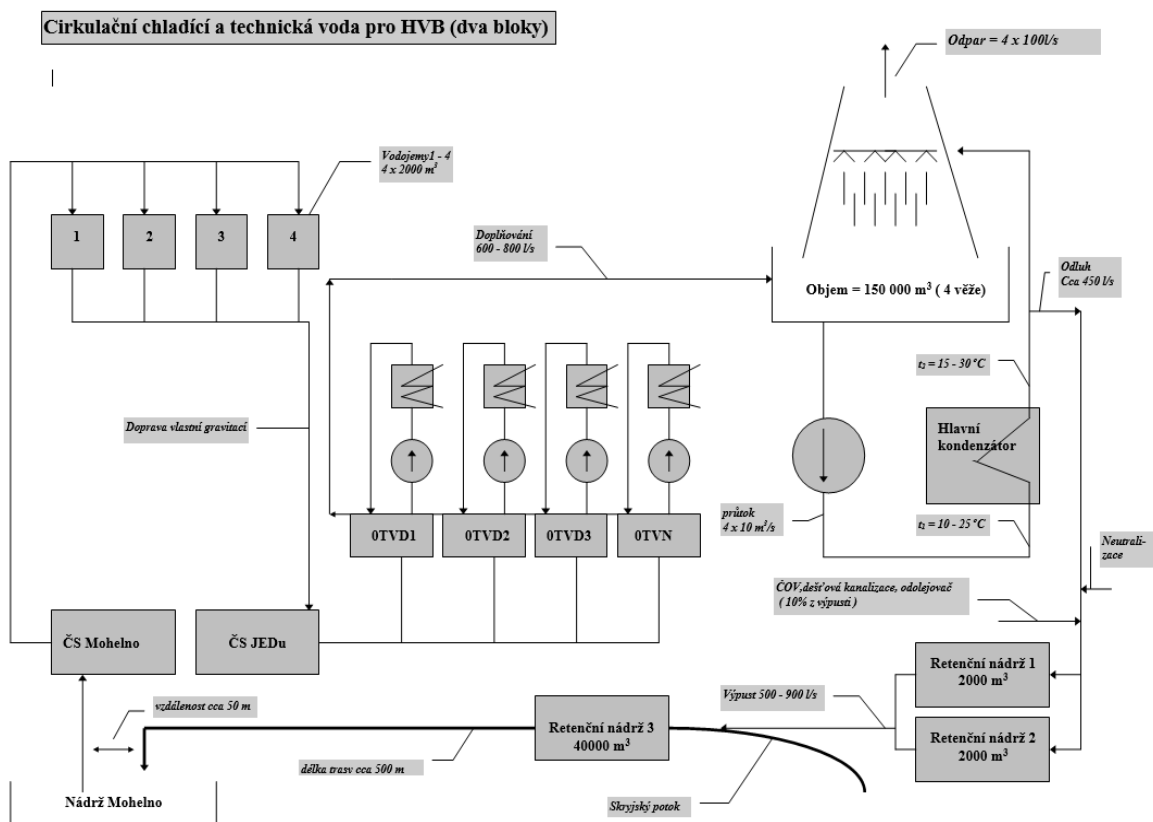 Cirkulační chladící a technická voda pro HVB (dva bloky)
Odpar = 4 x 100l/s
Vodojemy1 - 4
4 x 2000 m³
1
2
3
4
Doplňování
600 - 800 l/s
Objem = 150 000 m³ ( 4 věže)
Odluh
Cca 450 l/s
t₂ = 15 - 30 °C
Doprava vlastní gravitací
Hlavní
kondenzátor
průtok
4 x 10 m³/s
t₂ = 10 - 25 °C
0TVD1
0TVD2
0TVD3
0TVN
Neutrali-
zace
ČOV,dešťová kanalizace, odolejovač
( 10% z výpusti )
ČS Mohelno
ČS JEDu
Retenční nádrž 1
2000 m³
Výpust 500 - 900 l/s
vzdálenost cca 50 m
Retenční nádrž 3
40000 m³
Retenční nádrž 2
2000 m³
délka trasy cca 500 m
Nádrž Mohelno
Skryjský potok